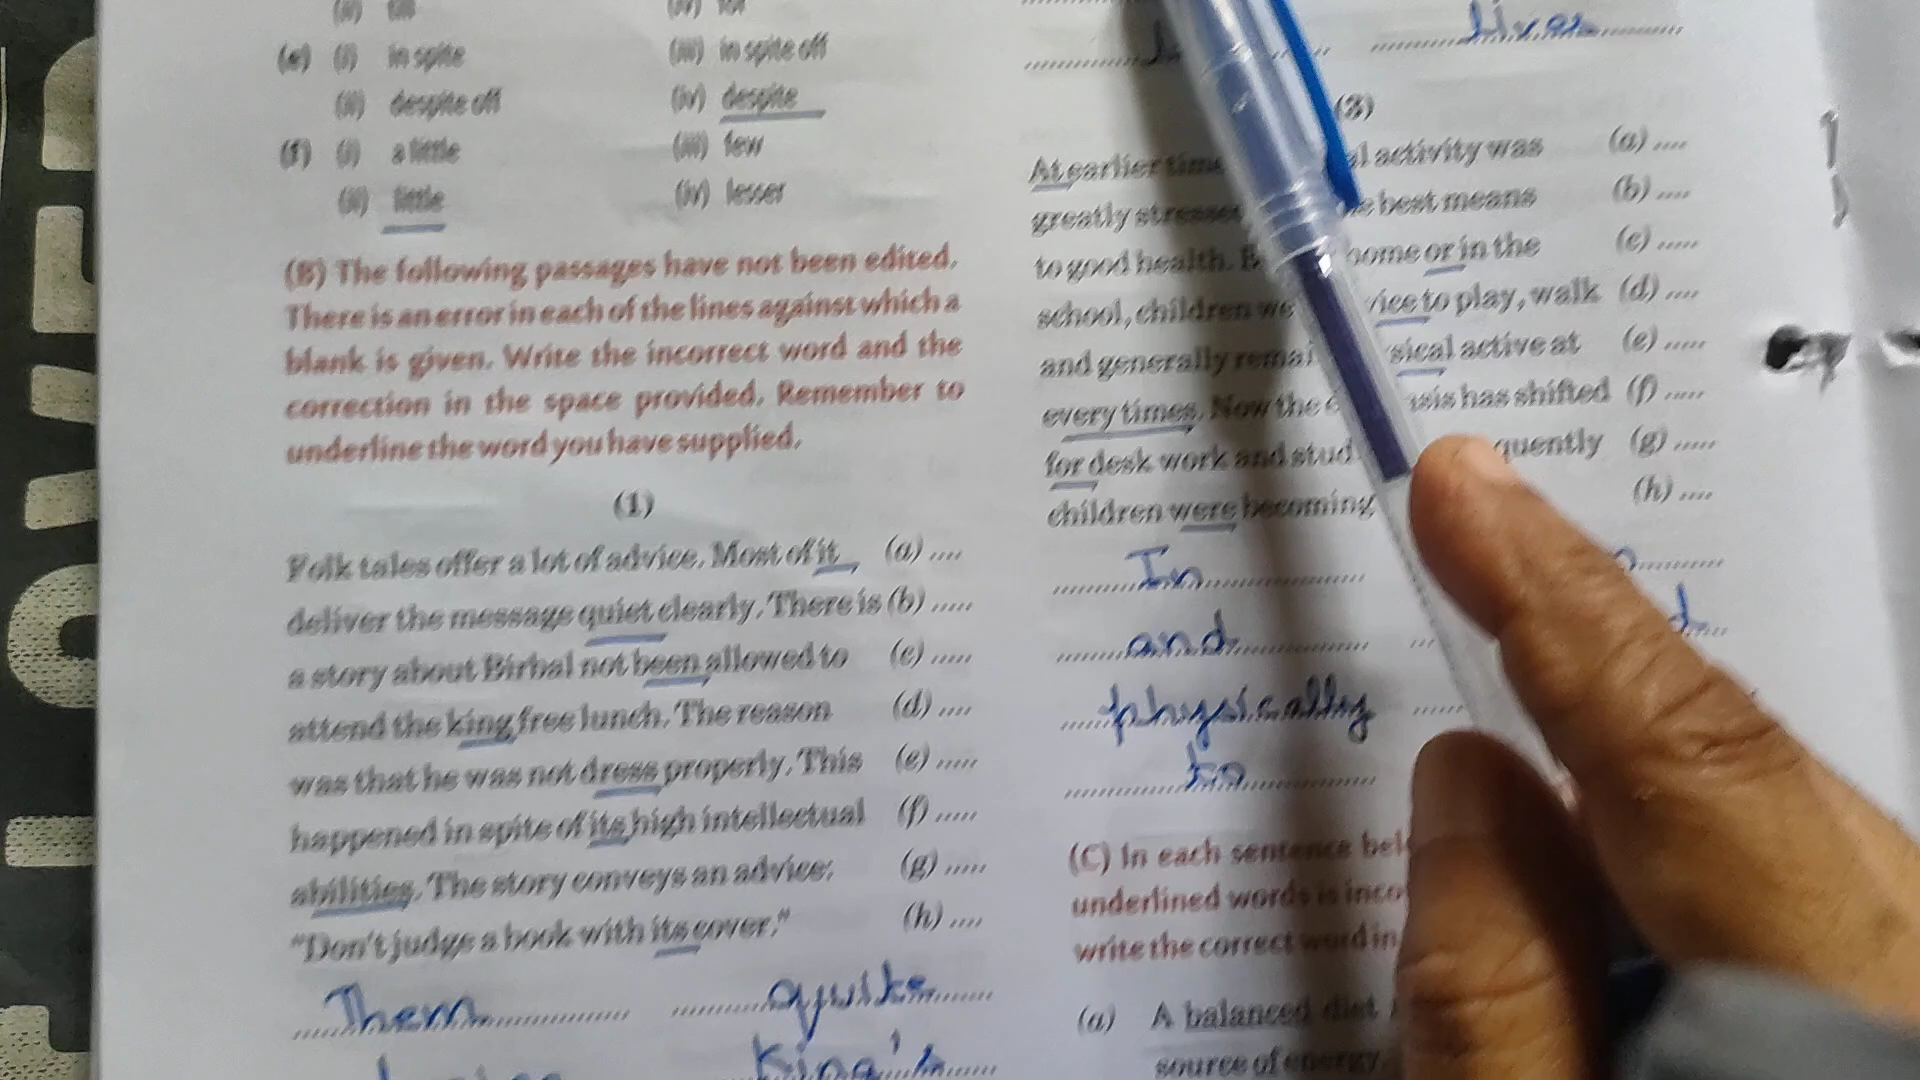 (ii) till
(iv) for
(e) (i) in spite (iii) in spite off
(ii) despite off (iv) despite
(f) (i) a little (iii) few
(ii) little (iv) lesser
(B) The following passages have not been edited.
There is an error in each of the lines against which a
blank is given. Write the incorrect word and the
correction in the space provided. Remember to
underline the word you have supplied.
(1)
Folk tales offer a lot of advice. Most of it (a) ....
deliver the message quiet clearly. There is (b) .....
a story about Birbal not been allowed to (c) .....
attend the king free lunch. The reason (d) ....
was that he was not dress properly. This (e) .....
happened in spite of its high intellectual (f) .....
abilities. The story conveys an advice: (g) .....
"Don't judge a book with its cover." (h) ....
Them quite
King's
lives
(3)
At earlier activity was (a) ....
greatly best means (b) ....
to good health. home or in the (c) .....
school, children to play, walk (d) ....
and generally active at (e) .....
every times. Now the has shifted (f) .....
for desk work and (g) .....
children were becoming (h) ....
In
and
physically
to
(C) In each sentence
underlined words is
write the correct word in
(a) A balanced diet
source of energy.